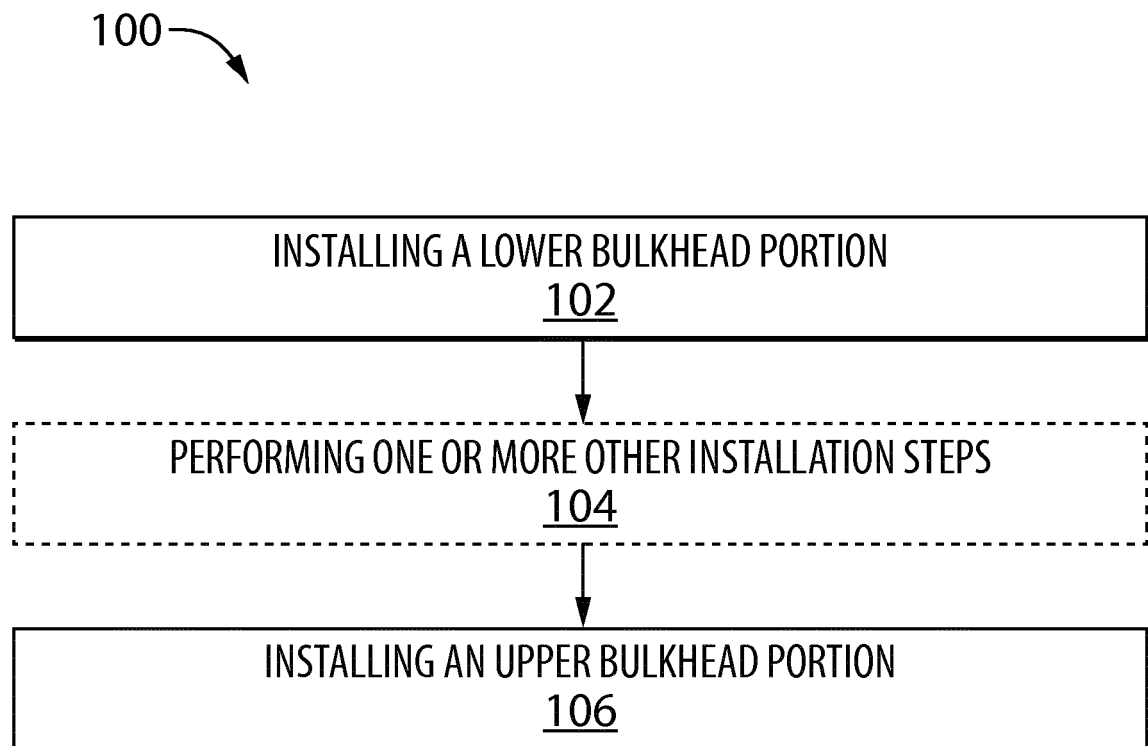 100
INSTALLING A LOWER BULKHEAD PORTION
102
PERFORMING ONE OR MORE OTHER INSTALLATION STEPS
104
INSTALLING AN UPPER BULKHEAD PORTION
106